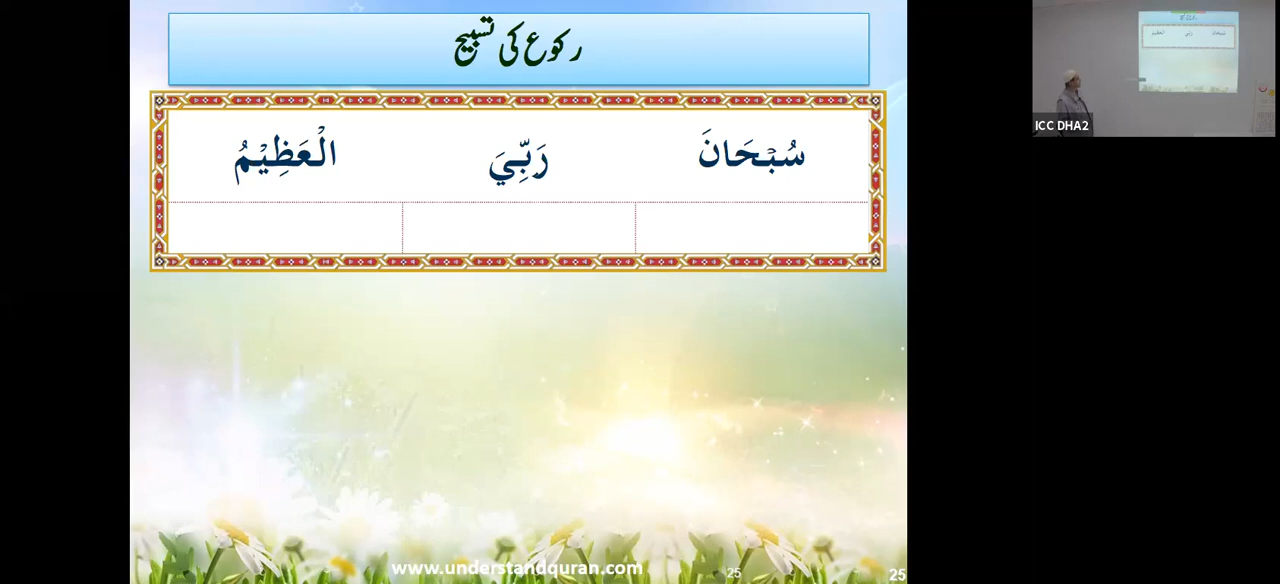 رکوع کی تسبیح
سُبْحَانَ رَبِّيَ الْعَظِيْمُ
www.understandquran.com
25
25
ICC DHA2